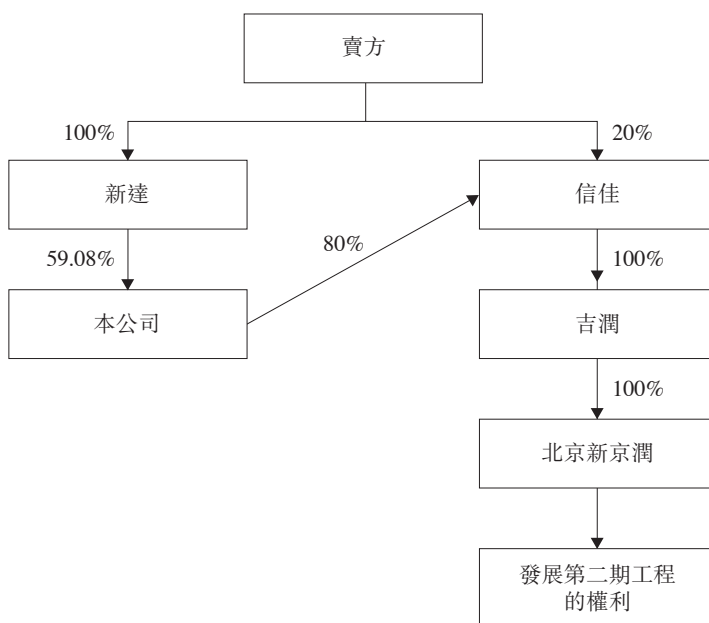 賣方
100%
20%
新達
信佳
59.08%
80%
100%
本公司
吉潤
100%
北京新京潤
發展第二期工程
的權利